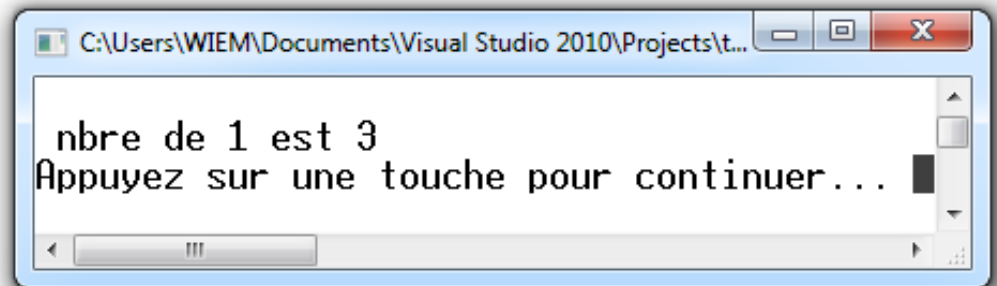 C:\Users\WIEM\Documents\Visual Studio 2010\Projects\t...
nbre de 1 est 3
Appuyez sur une touche pour continuer...